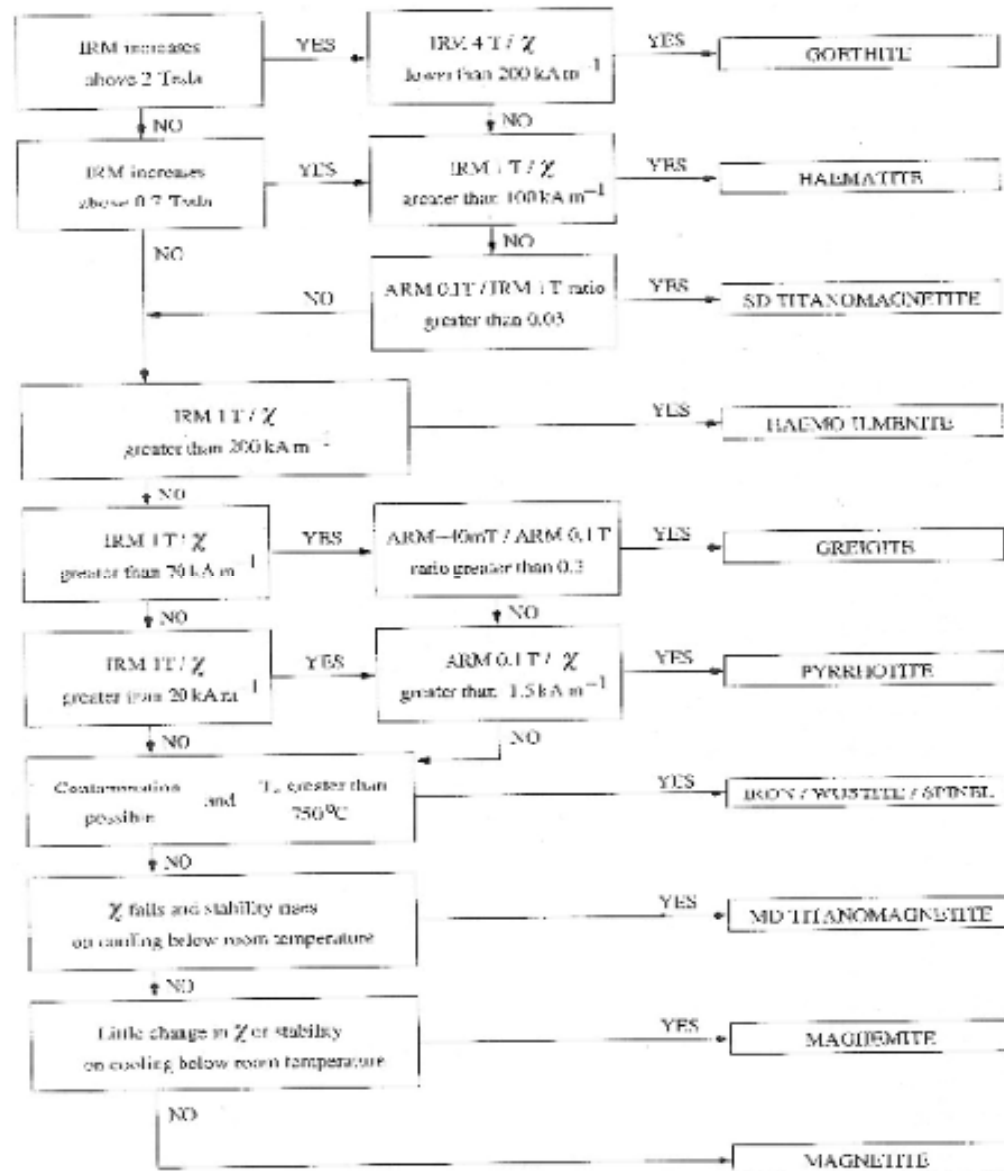 IRM increases
above 2 Tesla
YES
IRM 4 T / χ
lower than 200 kA m⁻¹
YES
GOETHITE
NO
NO
IRM increases
above 0.7 Tesla
YES
IRM 1 T / χ
greater than 100 kA m⁻¹
YES
HAEMATITE
NO
NO
ARM 0.1T / IRM 1 T ratio
greater than 0.03
NO
YES
SD TITANOMAGNETITE
IRM 1 T / χ
greater than 200 kA m⁻
YES
HAEMO ILMENITE
NO
IRM 1 T / χ
greater than 70 kA m⁻¹
YES
ARM−40mT / ARM 0.1 T
ratio greater than 0.3
YES
GREIGITE
NO
NO
IRM 1T / χ
greater than 20 kA m⁻¹
YES
ARM 0.1 T / χ
greater than 1.5 kA m⁻¹
YES
PYRRHOTITE
NO
NO
Contamination
possible
and
greater than
750 ⁰C
YES
IRON / WUSTITE / SPINEL
NO
χ falls and stability rises
on cooling below room temperature
YES
MD TITANOMAGNETITE
NO
Little change in χ or stability
on cooling below room temperature
YES
MAGHEMITE
NO
MAGNETITE